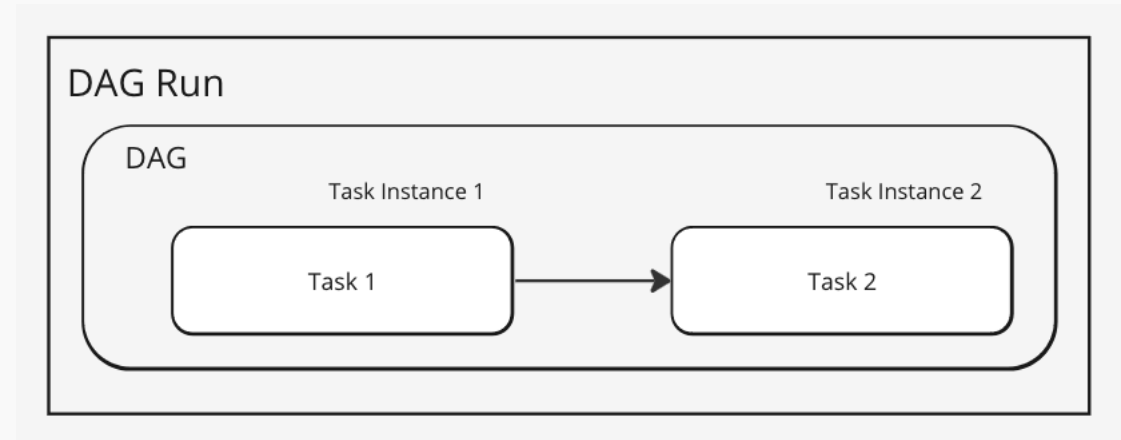 DAG Run
DAG
Task Instance 1
Task Instance 2
Task 1
Task 2